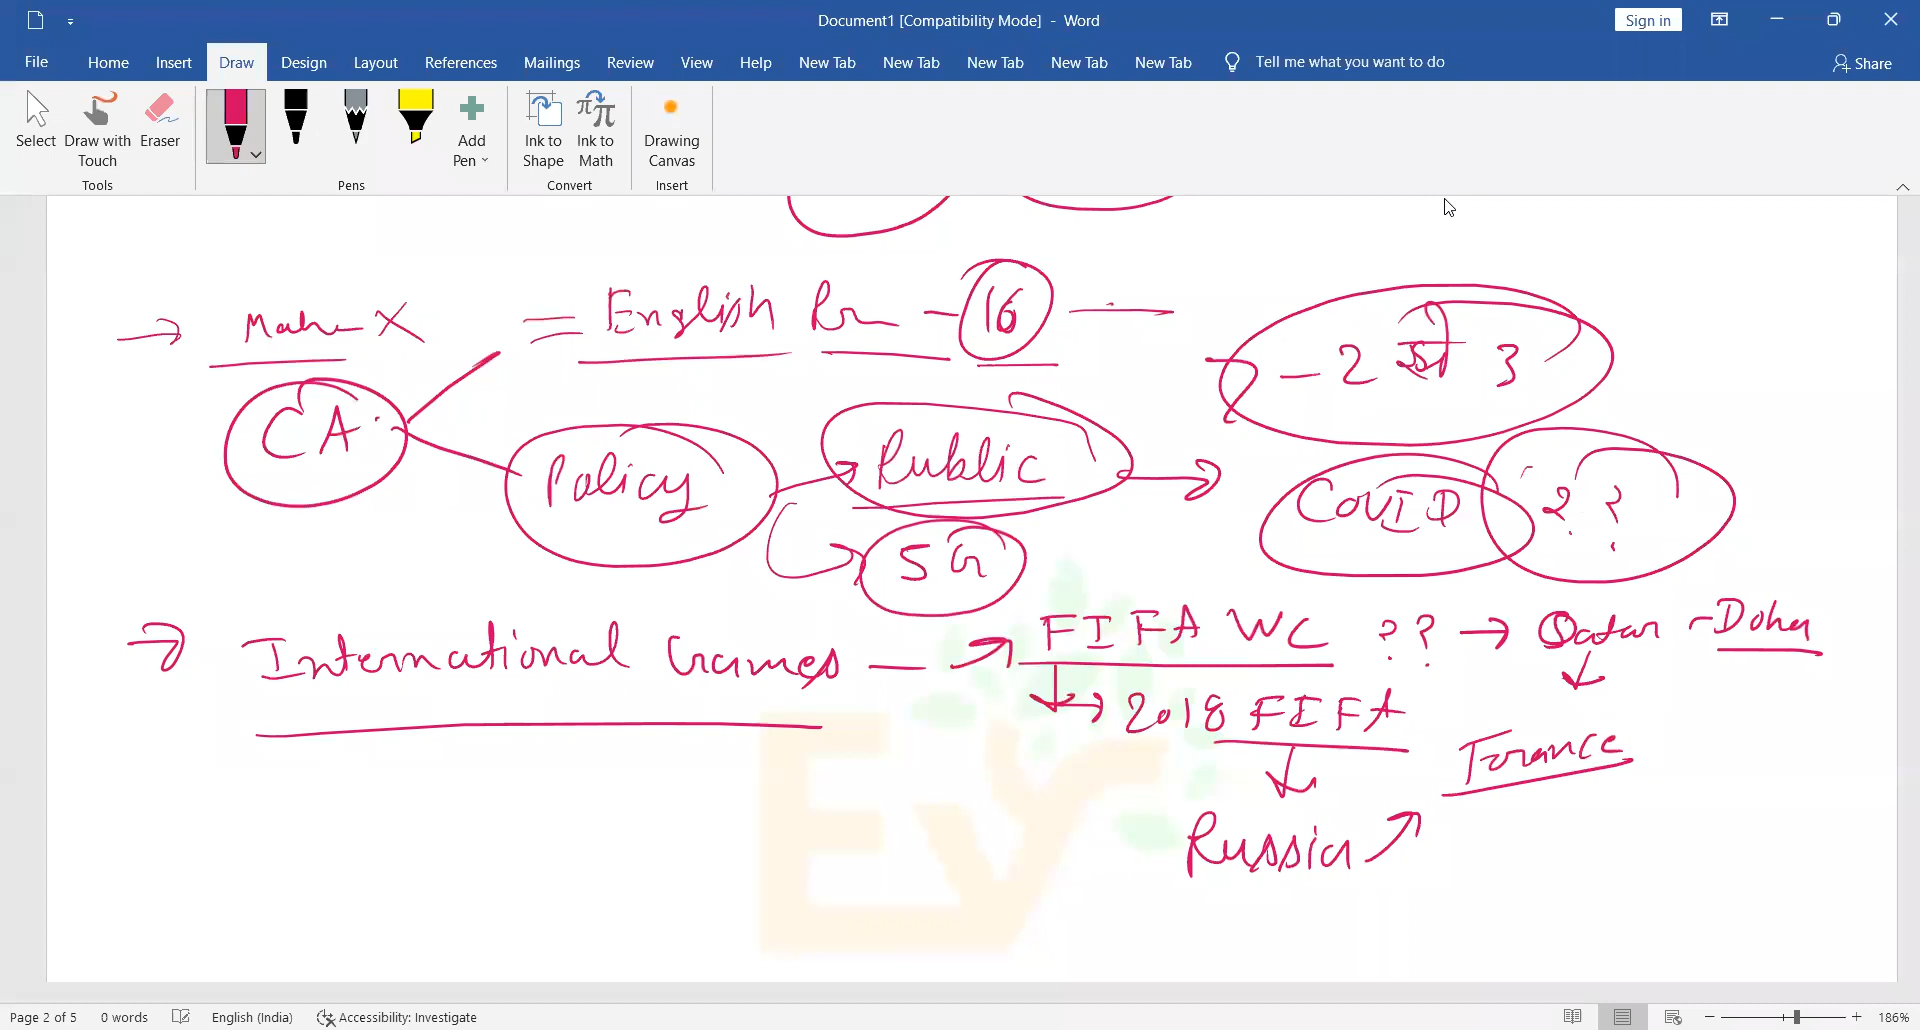 Document1 [Compatibility Mode] - Word
Sign in
File Home Insert Draw Design Layout References Mailings Review View Help New Tab New Tab New Tab New Tab New Tab Tell me what you want to do Share
Select Draw with Touch Eraser Add Pen Ink to Shape Ink to Math Drawing Canvas
Tools Pens Convert Insert
→ X = English - 16 —
- 2 3
CA Policy → Public → COVID ? ?
→ 5G
→ International Games — → FIFA WC ?? → Qatar - Doha
→ 2018 FIFA
France
Russia
EY
Page 2 of 5 0 words English (India) Accessibility: Investigate 186%